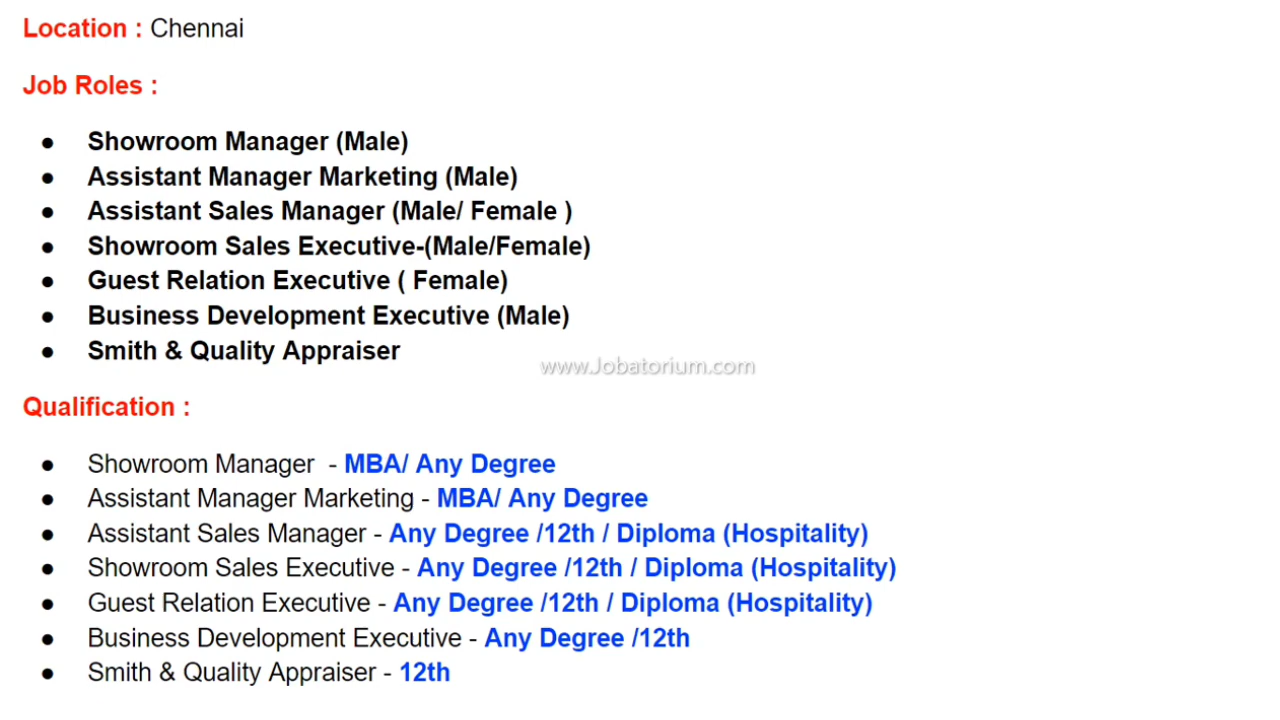 Location : Chennai
Job Roles :
● Showroom Manager (Male)
● Assistant Manager Marketing (Male)
● Assistant Sales Manager (Male/ Female )
● Showroom Sales Executive-(Male/Female)
● Guest Relation Executive ( Female)
● Business Development Executive (Male)
● Smith & Quality Appraiser
www.Jobatorium.com
Qualification :
● Showroom Manager - MBA/ Any Degree
● Assistant Manager Marketing - MBA/ Any Degree
● Assistant Sales Manager - Any Degree /12th / Diploma (Hospitality)
● Showroom Sales Executive - Any Degree /12th / Diploma (Hospitality)
● Guest Relation Executive - Any Degree /12th / Diploma (Hospitality)
● Business Development Executive - Any Degree /12th
● Smith & Quality Appraiser - 12th